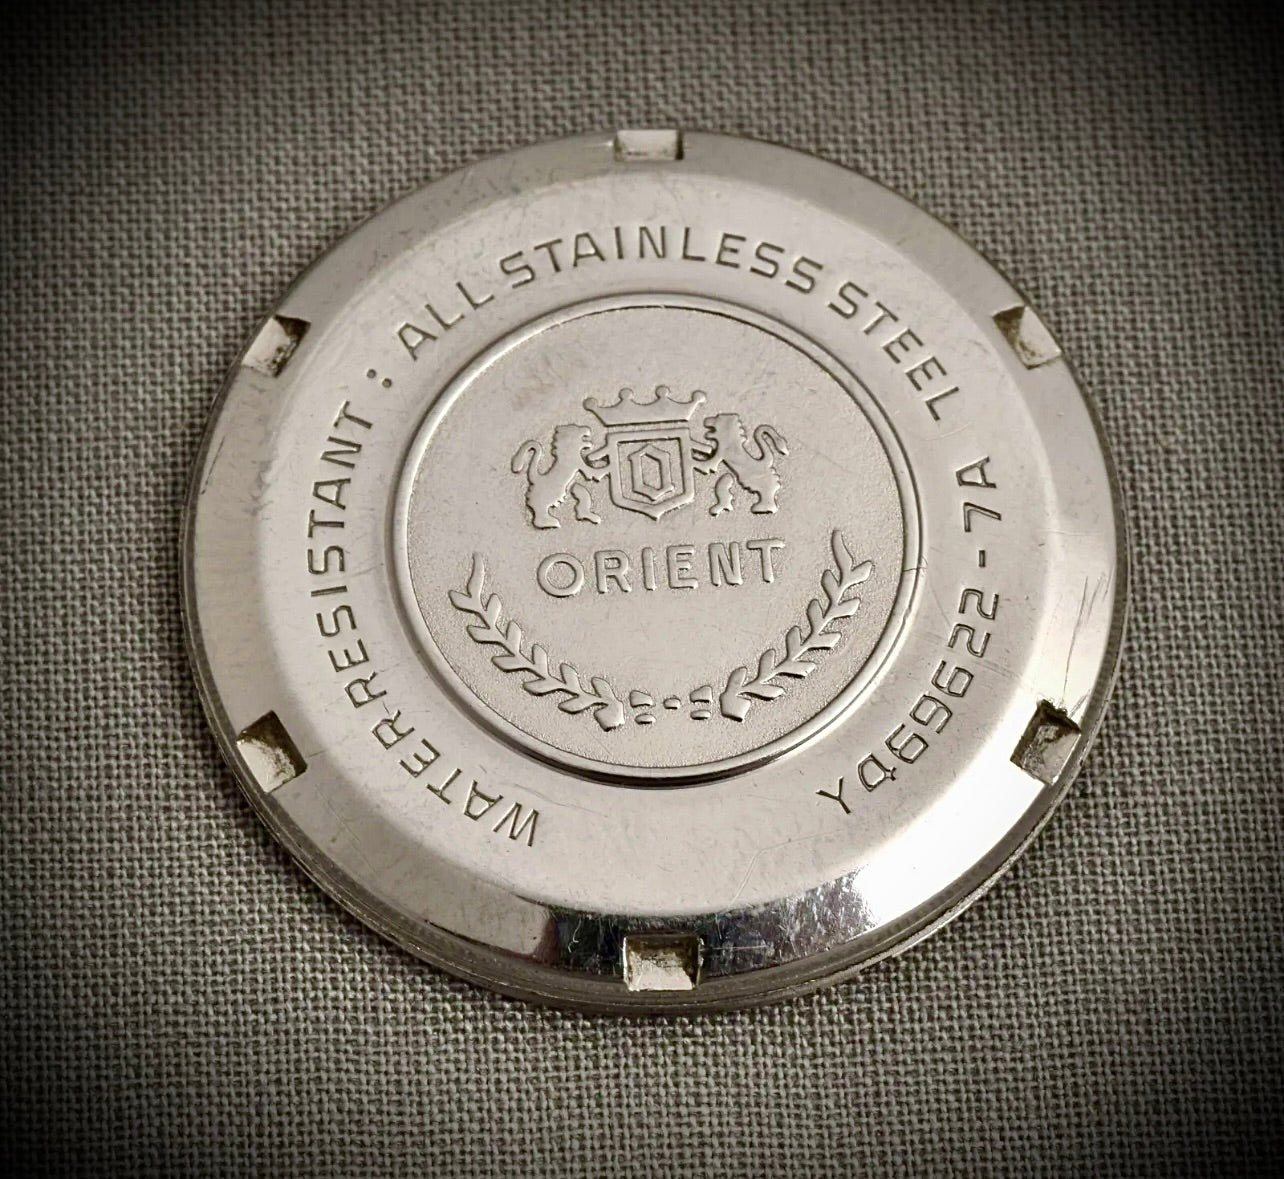 WATER RESISTANT : ALL STAINLESS STEEL
Y469622-7A
ORIENT